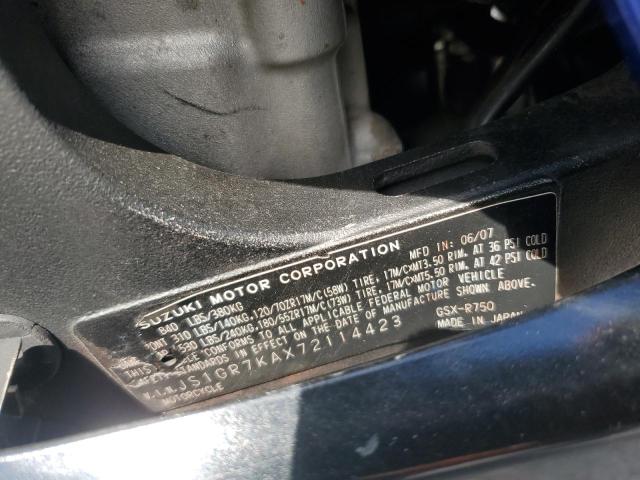 SUZUKI MOTOR CORPORATION MFD IN: 06/07
840 LBS/380KG
310 LBS/140KG, 120/70ZR17M/C(58W) TIRE, 17M/CXMT3.50 RIM. AT 36 PSI COLD
530 LBS/240KG, 180/55ZR17M/C(73W) TIRE, 17M/CXMT5.50 RIM. AT 42 PSI COLD
THIS VEHICLE CONFORMS TO ALL APPLICABLE FEDERAL MOTOR VEHICLE
SAFETY STANDARDS IN EFFECT ON THE DATE OF MANUFACTURE SHOWN ABOVE.
V.I.N. JS1GR7KAX72114423 GSX-R750
MOTORCYCLE MADE IN JAPAN